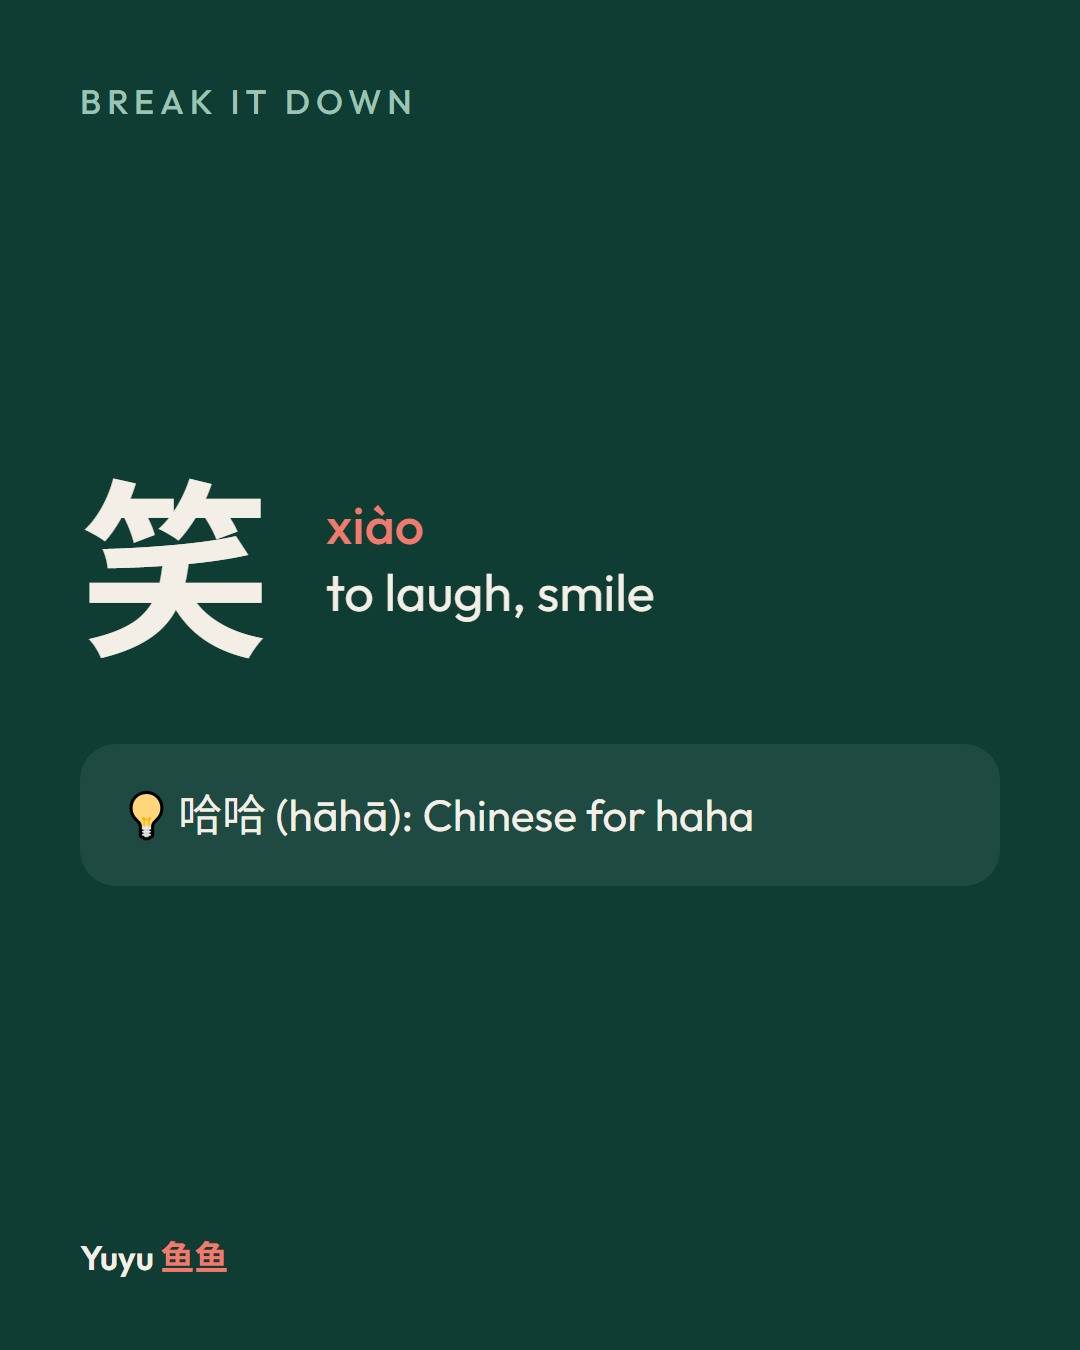 BREAK IT DOWN
笑
xiào
to laugh, smile
💡 哈哈 (hāhā): Chinese for haha
Yuyu 鱼鱼